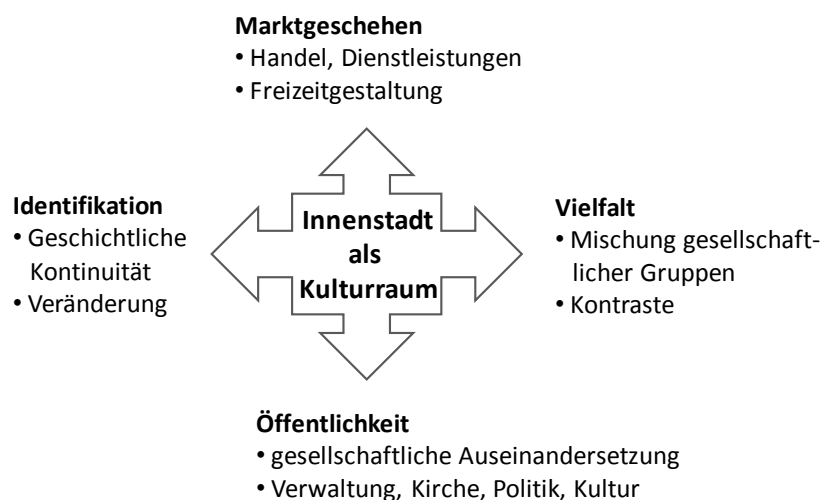 Marktgeschehen
• Handel, Dienstleistungen
• Freizeitgestaltung
Identifikation
• Geschichtliche
Kontinuität
• Veränderung
Innenstadt
als
Kulturraum
Vielfalt
• Mischung gesellschaft-
licher Gruppen
• Kontraste
Öffentlichkeit
• gesellschaftliche Auseinandersetzung
• Verwaltung, Kirche, Politik, Kultur